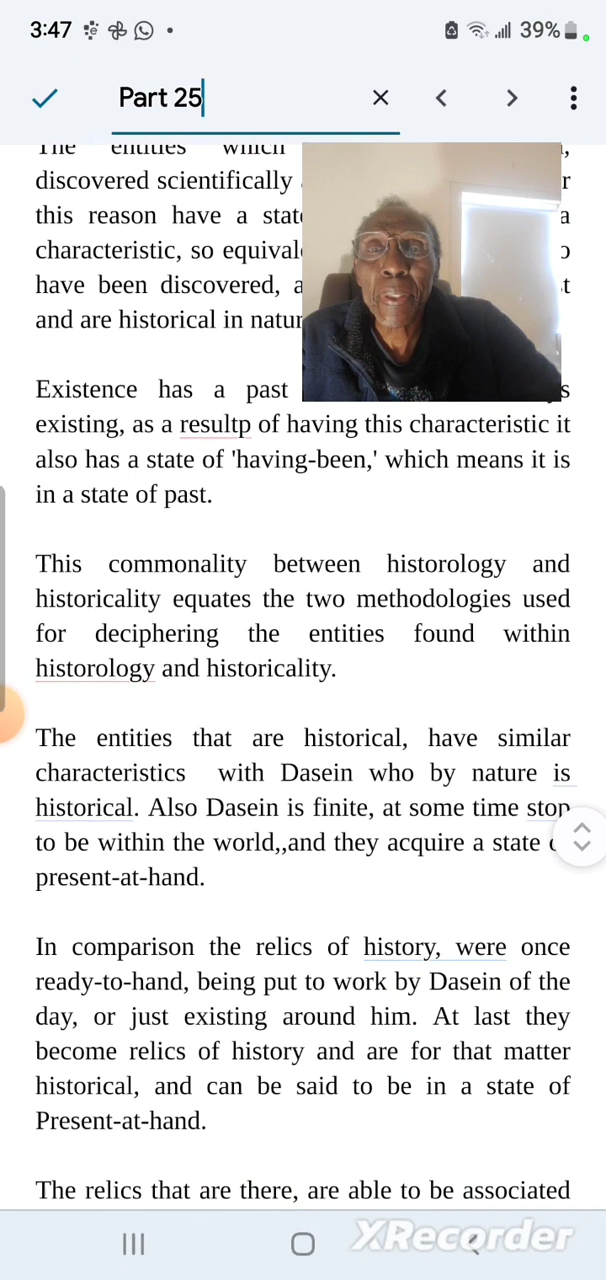 3:47
39%
Part 25
The entities which
discovered scientifically
this reason have a
characteristic, so
have been discovered,
and are historical in
Existence has a past
existing, as a resultp of having this characteristic it
also has a state of 'having-been,' which means it is
in a state of past.
This commonality between historology and
historicality equates the two methodologies used
for deciphering the entities found within
historology and historicality.
The entities that are historical, have similar
characteristics with Dasein who by nature is
historical. Also Dasein is finite, at some time stop
to be within the world,,and they acquire a state
present-at-hand.
In comparison the relics of history, were once
ready-to-hand, being put to work by Dasein of the
day, or just existing around him. At last they
become relics of history and are for that matter
historical, and can be said to be in a state of
Present-at-hand.
The relics that are there, are able to be associated
XRecorder